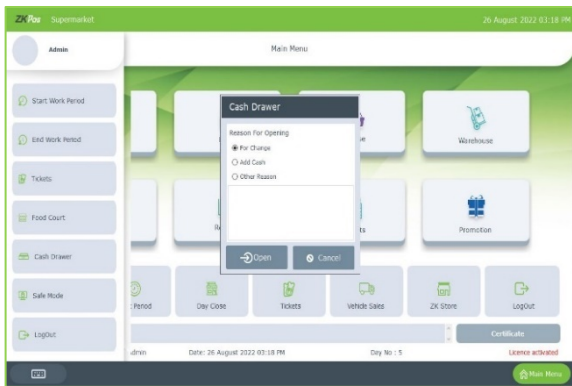 ZKPos Supermarket
26 August 2022 03:18 PM
Admin
Main Menu
Start Work Period
End Work Period
Tickets
Food Court
Cash Drawer
Safe Mode
LogOut
Cash Drawer
Reason For Opening
For Change
Add Cash
Other Reason
Open
Cancel
Warehouse
Promotion
Period
Day Close
Tickets
Vehicle Sales
ZK Store
LogOut
Certificate
Date: 26 August 2022 03:18 PM
Day No : 5
Licence activated
Main Menu